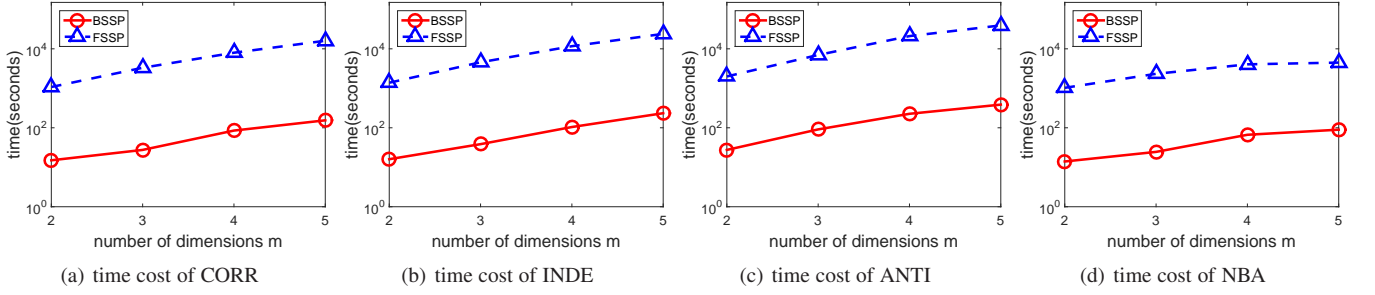 BSSP
FSSP
10^4
10^2
10^0
time(seconds)
2 3 4 5
number of dimensions m
(a) time cost of CORR
BSSP
FSSP
10^4
10^2
10^0
time(seconds)
2 3 4 5
number of dimensions m
(b) time cost of INDE
BSSP
FSSP
10^4
10^2
10^0
time(seconds)
2 3 4 5
number of dimensions m
(c) time cost of ANTI
BSSP
FSSP
10^4
10^2
10^0
time(seconds)
2 3 4 5
number of dimensions m
(d) time cost of NBA